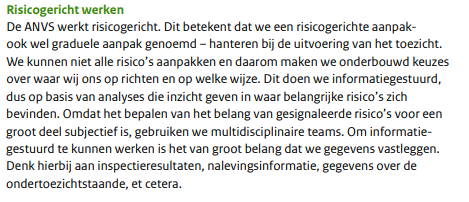 Risicogericht werken
De ANVS werkt risicogericht. Dit betekent dat we een risicogerichte aanpak-
ook wel graduele aanpak genoemd – hanteren bij de uitvoering van het toezicht.
We kunnen niet alle risico's aanpakken en daarom maken we onderbouwd keuzes
over waar wij ons op richten en op welke wijze. Dit doen we informatiegestuurd,
dus op basis van analyses die inzicht geven in waar belangrijke risico's zich
bevinden. Omdat het bepalen van het belang van gesignaleerde risico's voor een
groot deel subjectief is, gebruiken we multidisciplinaire teams. Om informatie-
gestuurd te kunnen werken is het van groot belang dat we gegevens vastleggen.
Denk hierbij aan inspectieresultaten, nalevingsinformatie, gegevens over de
ondertoezichtstaande, et cetera.